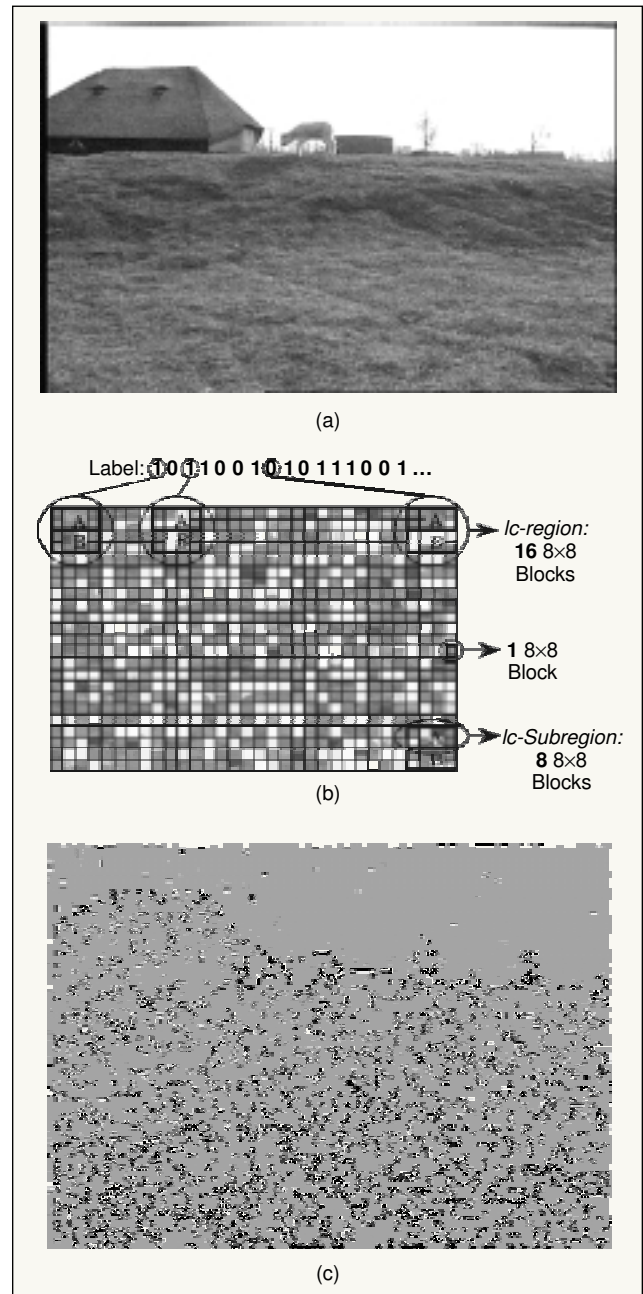 (a)
Label: 1 0 1 1 0 0 1 0 1 0 1 1 1 0 0 1 ...
A
A
A
B
B
lc-region:
16 8×8
Blocks
1 8×8
Block
lc-Subregion:
8 8×8
Blocks
(b)
(c)